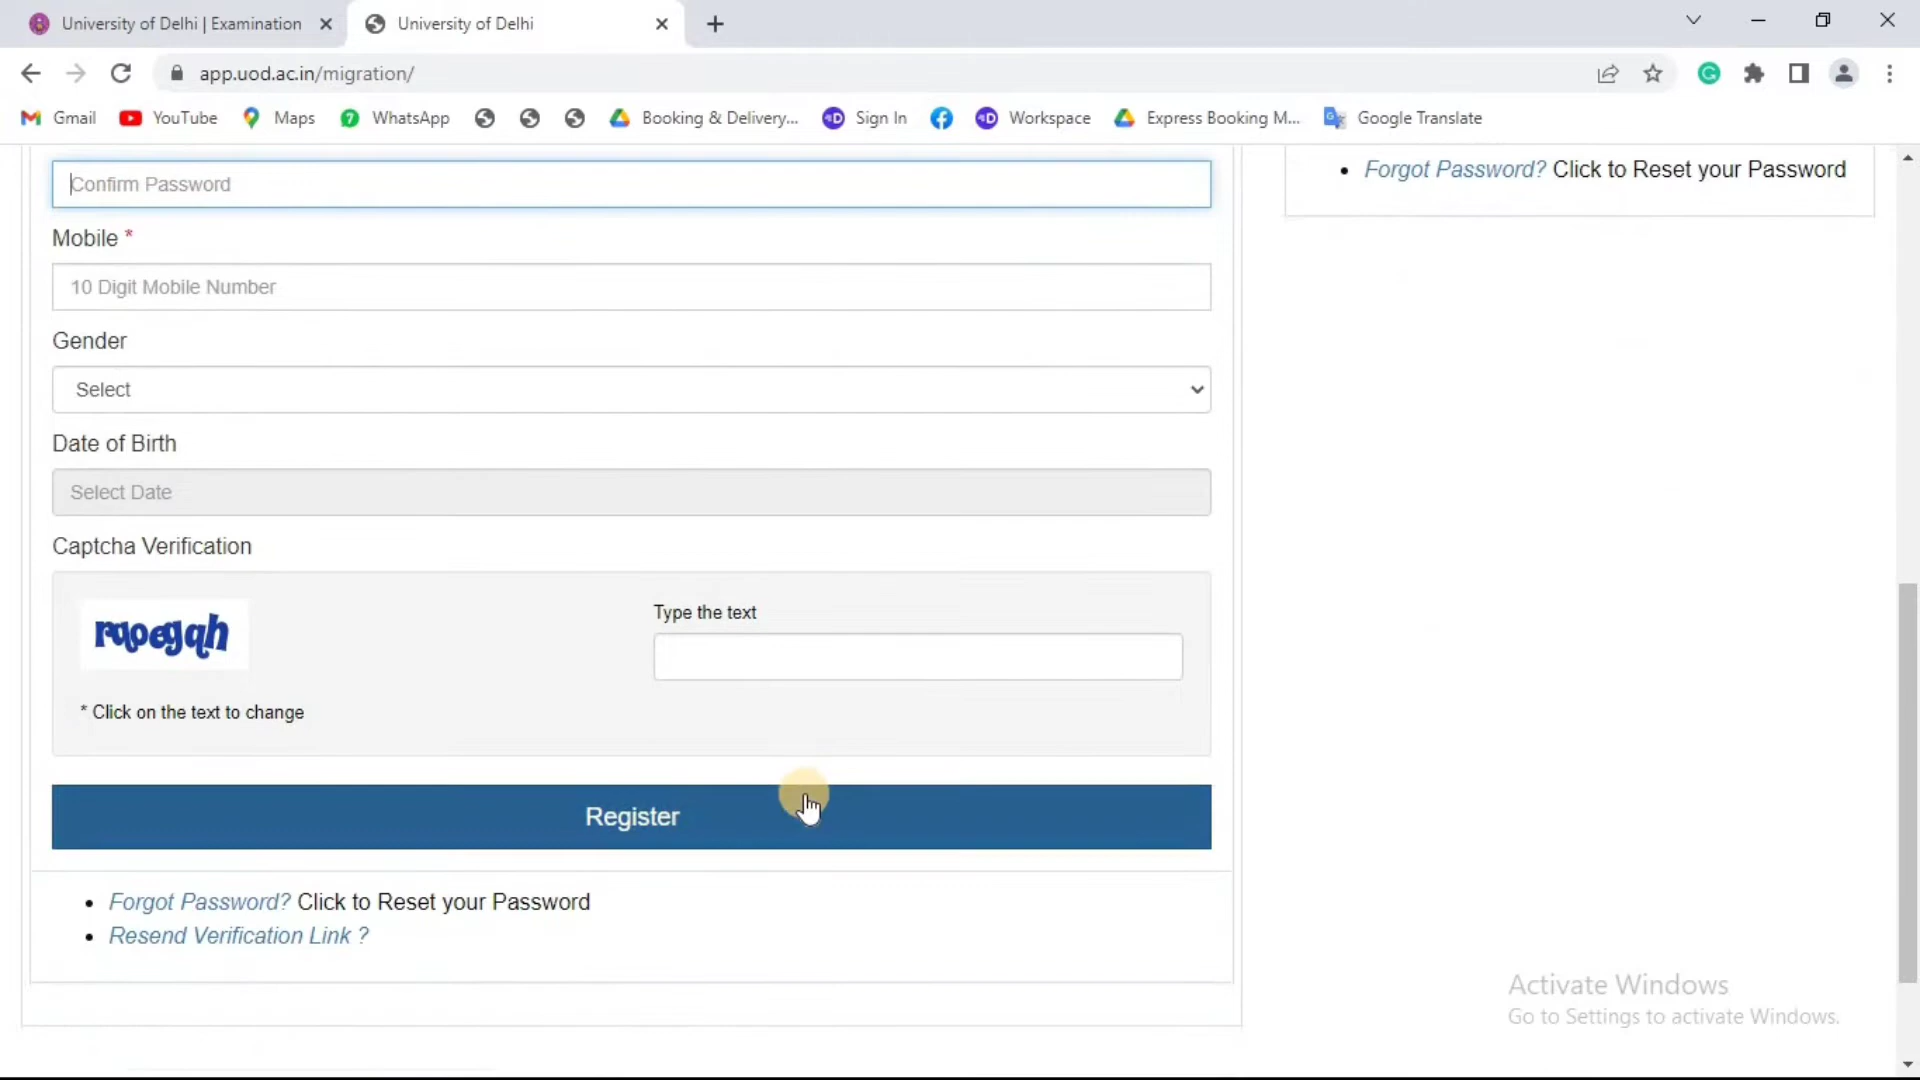 University of Delhi | Examination
University of Delhi
app.uod.ac.in/migration/
Gmail
YouTube
Maps
WhatsApp
Booking & Delivery...
Sign In
Workspace
Express Booking M...
Google Translate
Confirm Password
Forgot Password? Click to Reset your Password
Mobile *
10 Digit Mobile Number
Gender
Select
Date of Birth
Select Date
Captcha Verification
Type the text
* Click on the text to change
Register
Forgot Password? Click to Reset your Password
Resend Verification Link ?
Activate Windows
Go to Settings to activate Windows.